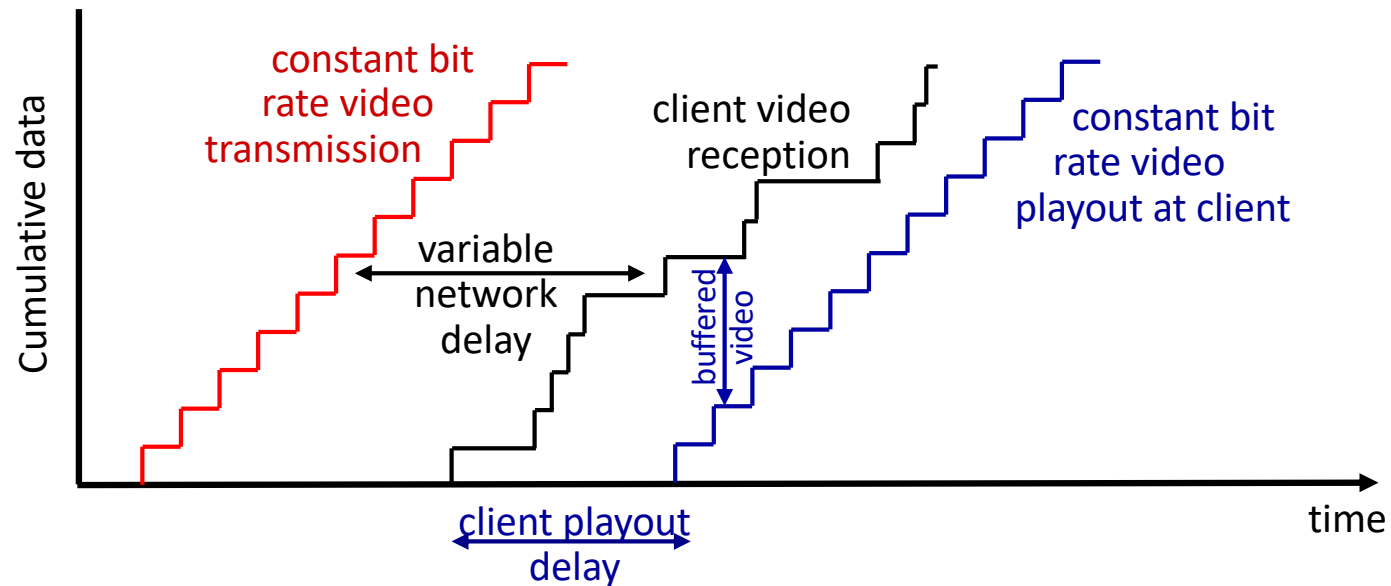 Cumulative data
constant bit
rate video
transmission
variable
network
delay
client video
reception
buffered
video
constant bit
rate video
playout at client
client playout
delay
time